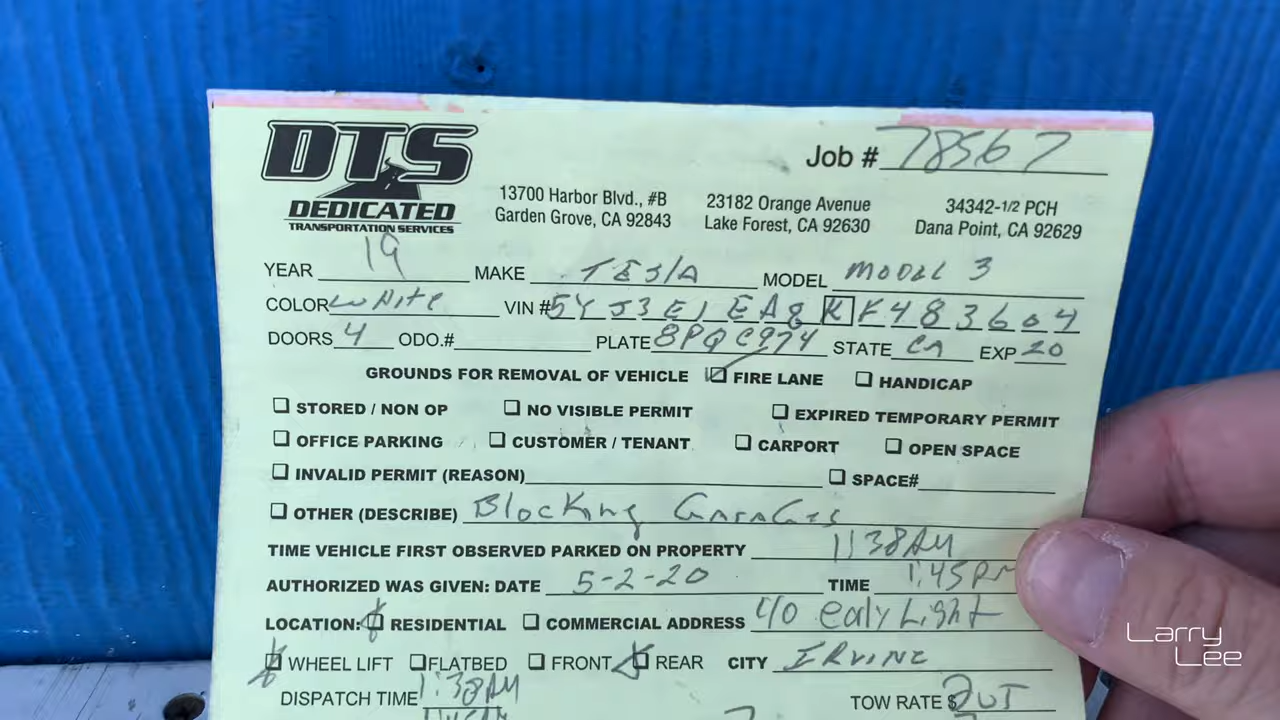 DTS
DEDICATED
TRANSPORTATION SERVICES
Job # 78567
13700 Harbor Blvd., #B
Garden Grove, CA 92843
23182 Orange Avenue
Lake Forest, CA 92630
34342-1/2 PCH
Dana Point, CA 92629
YEAR 19 MAKE TESlA MODEL MODEL 3
COLOR wHite VIN # 5YJ3E1EA8KF483604
DOORS 4 ODO.# PLATE 8PQC974 STATE CA EXP 20
GROUNDS FOR REMOVAL OF VEHICLE FIRE LANE HANDICAP
STORED / NON OP NO VISIBLE PERMIT EXPIRED TEMPORARY PERMIT
OFFICE PARKING CUSTOMER / TENANT CARPORT OPEN SPACE
INVALID PERMIT (REASON) SPACE#
OTHER (DESCRIBE) Blocking GaraGes
TIME VEHICLE FIRST OBSERVED PARKED ON PROPERTY 1:38AM
AUTHORIZED WAS GIVEN: DATE 5-2-20 TIME 1:45
LOCATION: RESIDENTIAL COMMERCIAL ADDRESS Light
WHEEL LIFT FLATBED FRONT REAR CITY IRVINE
DISPATCH TIME 1:38AM TOW RATE $
Larry
Lee